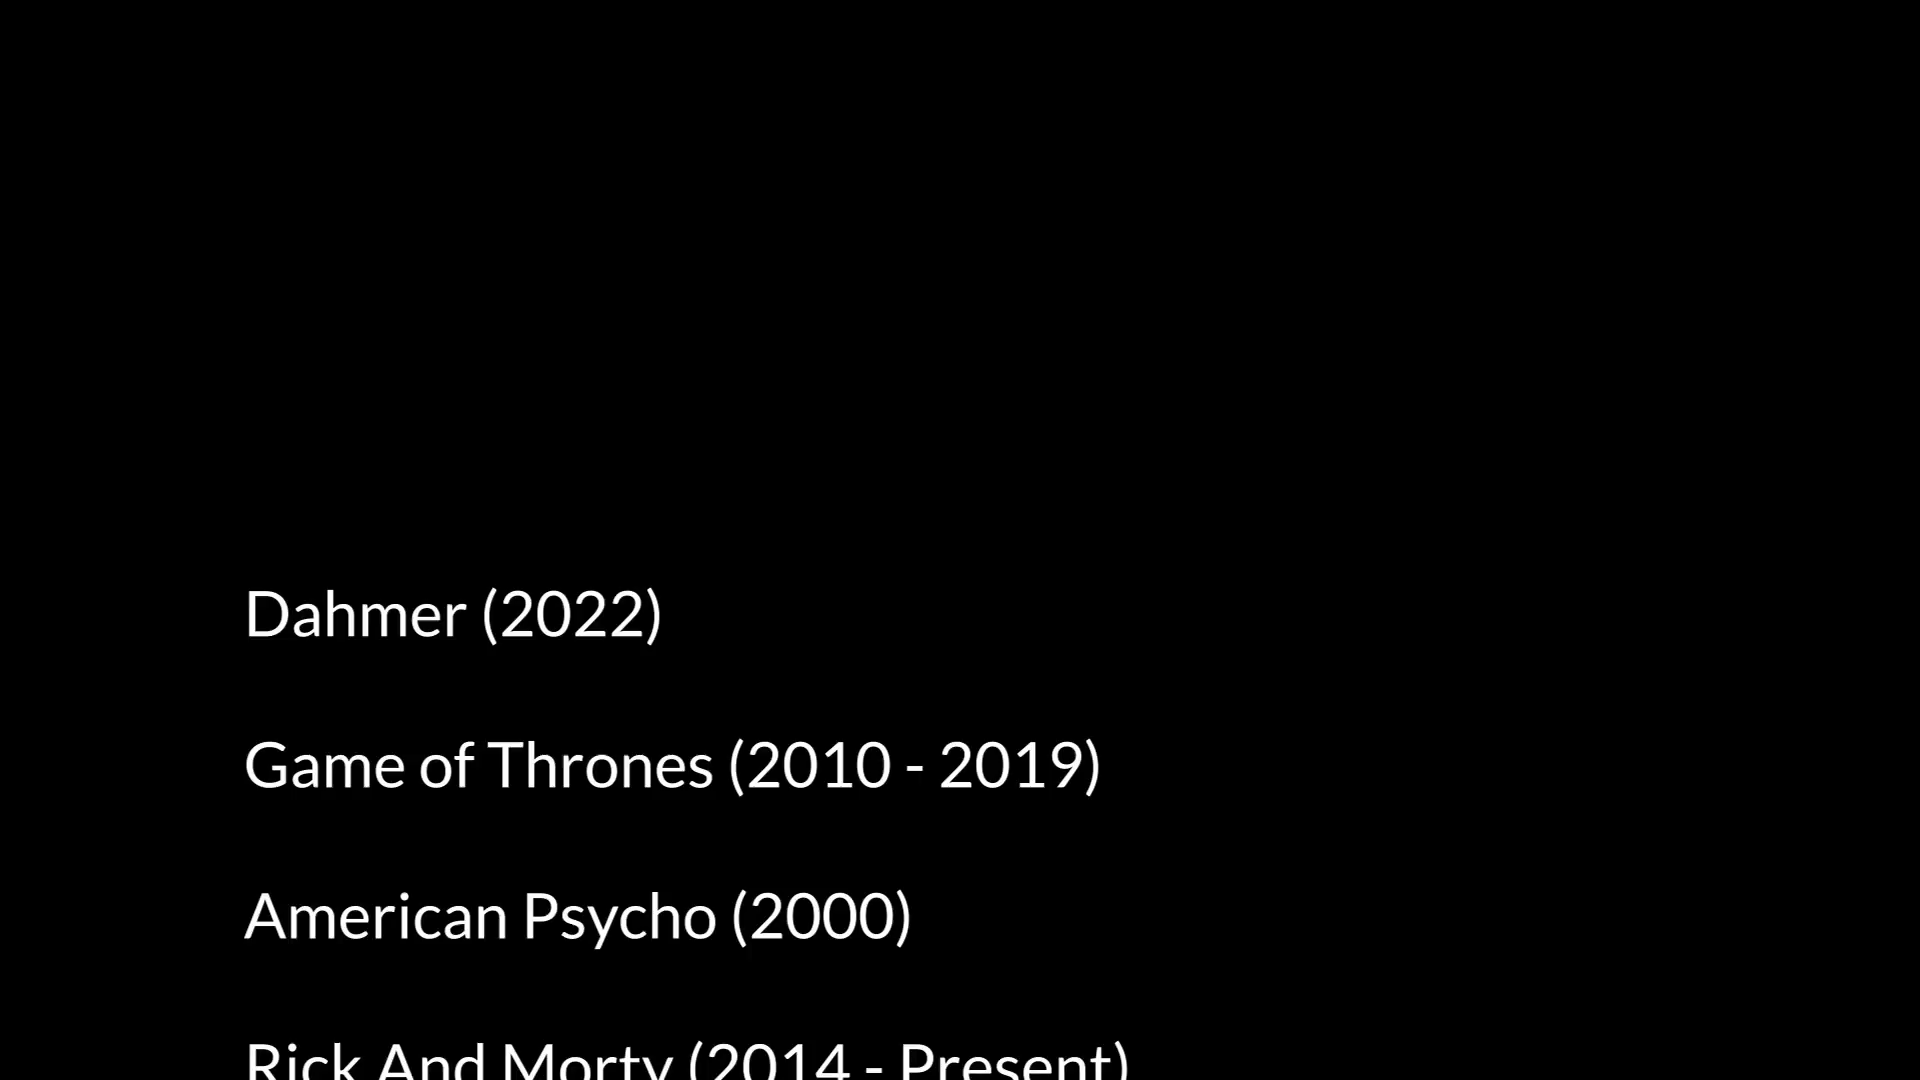 Dahmer (2022)
Game of Thrones (2010 - 2019)
American Psycho (2000)
Rick And Morty (2014 - Present)